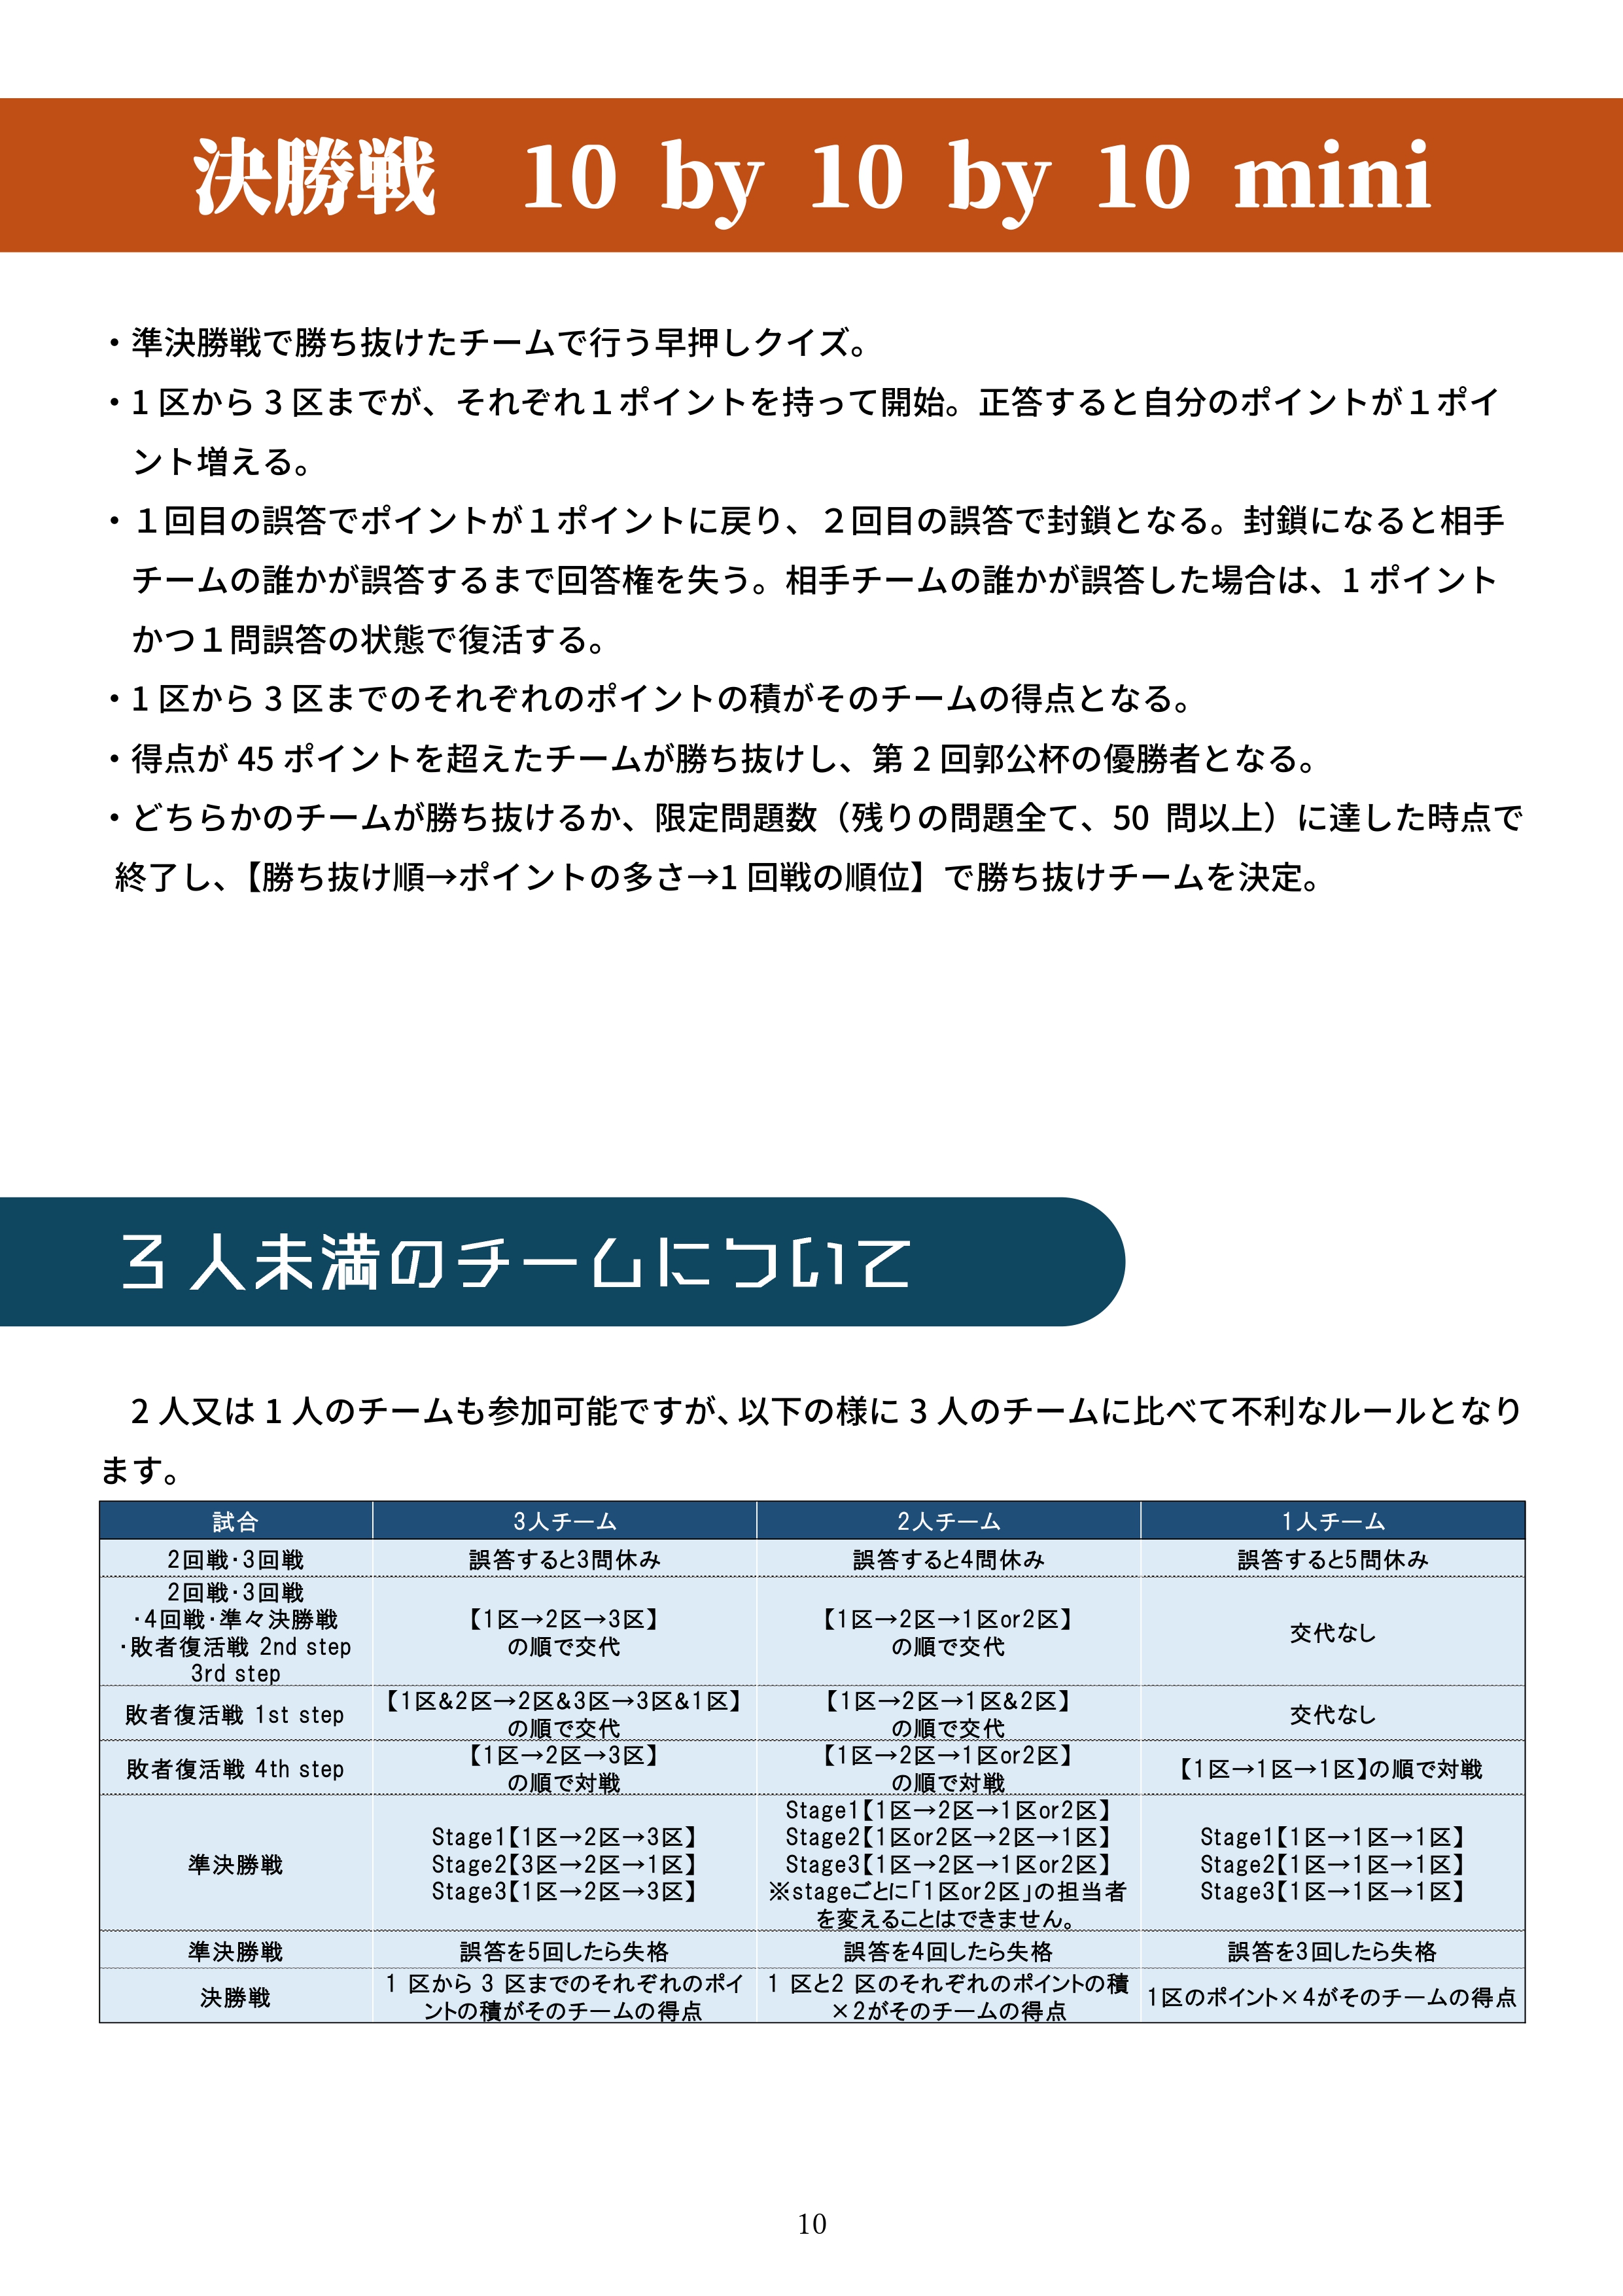 決勝戦 10 by 10 by 10 mini
・準決勝戦で勝ち抜けたチームで行う早押しクイズ。
・1 区から 3 区までが、それぞれ１ポイントを持って開始。正答すると自分のポイントが１ポイ
ント増える。
・１回目の誤答でポイントが１ポイントに戻り、２回目の誤答で封鎖となる。封鎖になると相手
チームの誰かが誤答するまで回答権を失う。相手チームの誰かが誤答した場合は、1 ポイント
かつ１問誤答の状態で復活する。
・1 区から 3 区までのそれぞれのポイントの積がそのチームの得点となる。
・得点が 45 ポイントを超えたチームが勝ち抜けし、第 2 回郭公杯の優勝者となる。
・どちらかのチームが勝ち抜けるか、限定問題数（残りの問題全て、50 問以上）に達した時点で
終了し、【勝ち抜け順→ポイントの多さ→1 回戦の順位】で勝ち抜けチームを決定。
３人未満のチームについて
2 人又は 1 人のチームも参加可能ですが、以下の様に 3 人のチームに比べて不利なルールとなり
ます。
試合 3人チーム 2人チーム 1人チーム
2回戦･3回戦 誤答すると3問休み 誤答すると4問休み 誤答すると5問休み
2回戦･3回戦
･4回戦･準々決勝戦
･敗者復活戦 2nd step
3rd step
【1区→2区→3区】
の順で交代
【1区→2区→1区or2区】
の順で交代
交代なし
敗者復活戦 1st step
【1区&2区→2区&3区→3区&1区】
の順で交代
【1区→2区→1区&2区】
の順で交代
交代なし
敗者復活戦 4th step
【1区→2区→3区】
の順で対戦
【1区→2区→1区or2区】
の順で対戦
【1区→1区→1区】の順で対戦
準決勝戦
Stage1【1区→2区→3区】
Stage2【3区→2区→1区】
Stage3【1区→2区→3区】
Stage1【1区→2区→1区or2区】
Stage2【1区or2区→2区→1区】
Stage3【1区→2区→1区or2区】
※stageごとに｢1区or2区｣の担当者
を変えることはできません。
Stage1【1区→1区→1区】
Stage2【1区→1区→1区】
Stage3【1区→1区→1区】
準決勝戦 誤答を5回したら失格 誤答を4回したら失格 誤答を3回したら失格
決勝戦
1 区から 3 区までのそれぞれのポイ
ントの積がそのチームの得点
1 区と2 区のそれぞれのポイントの積
×2がそのチームの得点
1区のポイント×4がそのチームの得点
10